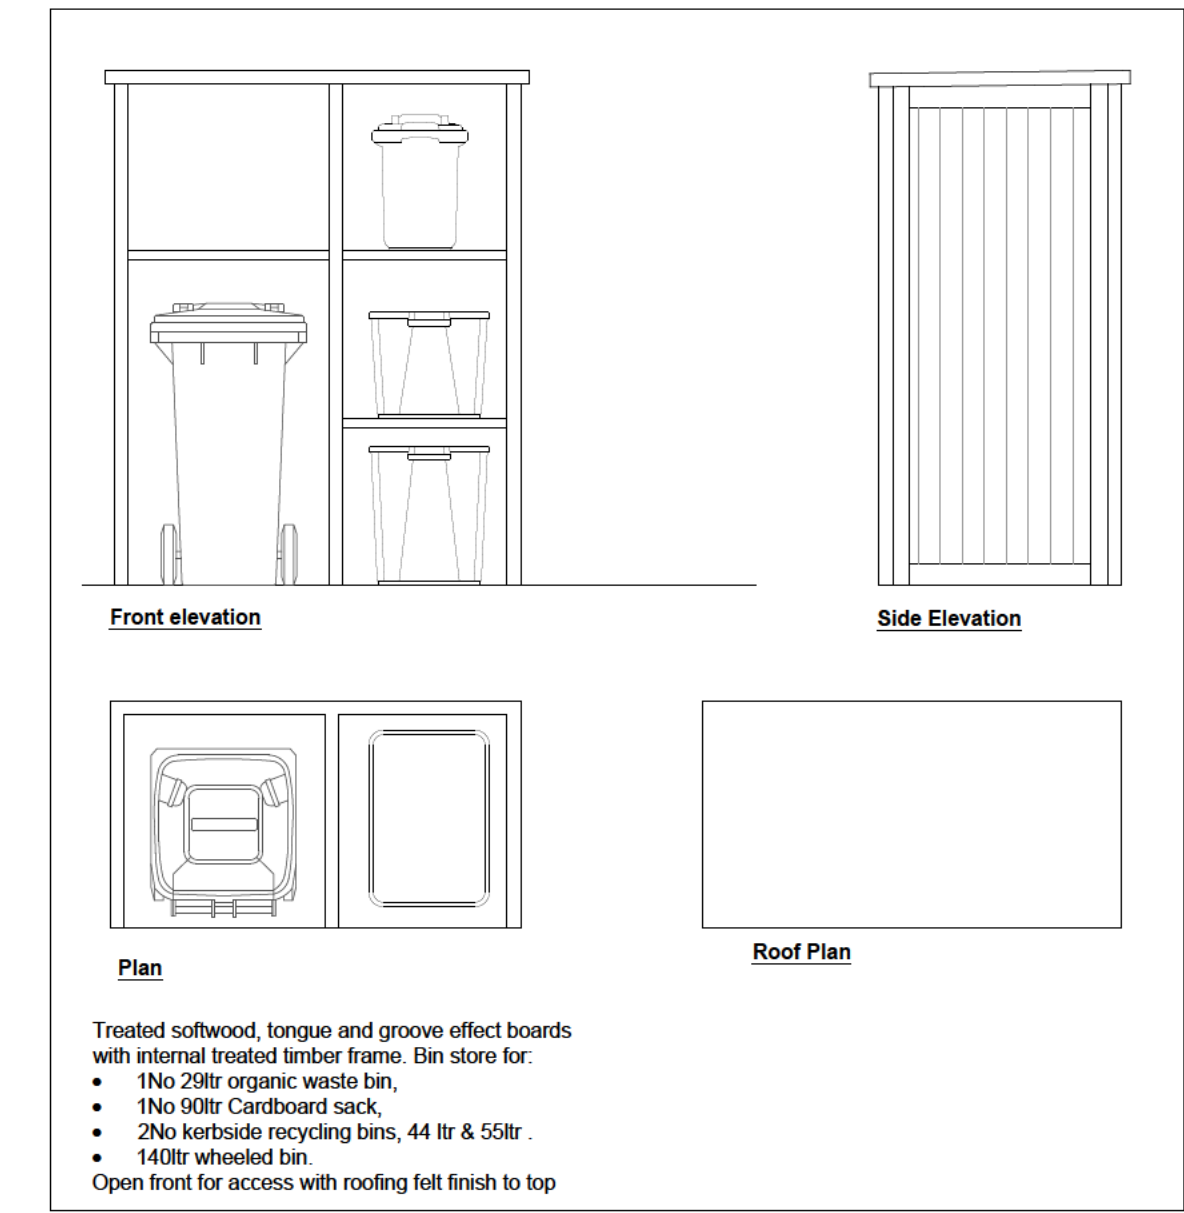 Front elevation
Side Elevation
Plan
Roof Plan
Treated softwood, tongue and groove effect boards
with internal treated timber frame. Bin store for:
• 1No 29ltr organic waste bin,
• 1No 90ltr Cardboard sack,
• 2No kerbside recycling bins, 44 ltr & 55ltr .
• 140ltr wheeled bin.
Open front for access with roofing felt finish to top